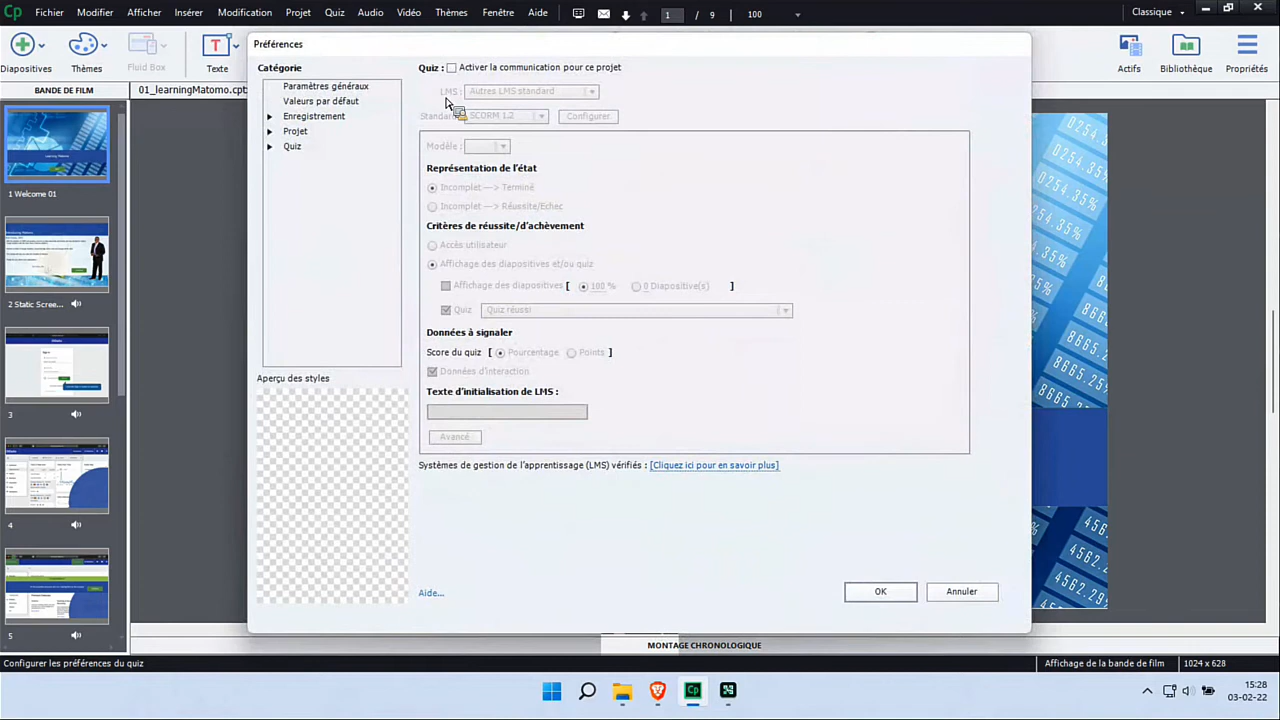 Cp Fichier Modifier Afficher Insérer Modification Projet Quiz Audio Vidéo Thèmes Fenêtre Aide 1 / 9 100 Classique
Diapositives Thèmes Fluid Box Texte Actifs Bibliothèque Propriétés
BANDE DE FILM 01_learningMatomo.cpt
Préférences
Catégorie
Paramètres généraux
Valeurs par défaut
Enregistrement
Projet
Quiz
Aperçu des styles
Quiz : Activer la communication pour ce projet
LMS : Autres LMS standard
Standard SCORM 1.2 Configurer
Modèle :
Représentation de l'état
Incomplet ---> Terminé
Incomplet ---> Réussite/Echec
Critères de réussite/d'achèvement
Accès utilisateur
Affichage des diapositives et/ou quiz
Affichage des diapositives [ 100 % 0 Diapositive(s) ]
Quiz Quiz réussi
Données à signaler
Score du quiz [ Pourcentage Points ]
Données d'interaction
Texte d'initialisation de LMS :
Avancé
Systèmes de gestion de l'apprentissage (LMS) vérifiés : [Cliquez ici pour en savoir plus]
Aide...
OK Annuler
1 Welcome 01
2 Static Scree...
3
4
5
0254.35%
8665.25
4562.29
MONTAGE CHRONOLOGIQUE
Configurer les préférences du quiz Affichage de la bande de film 1024 x 628
Cp
15:28
03-02-22